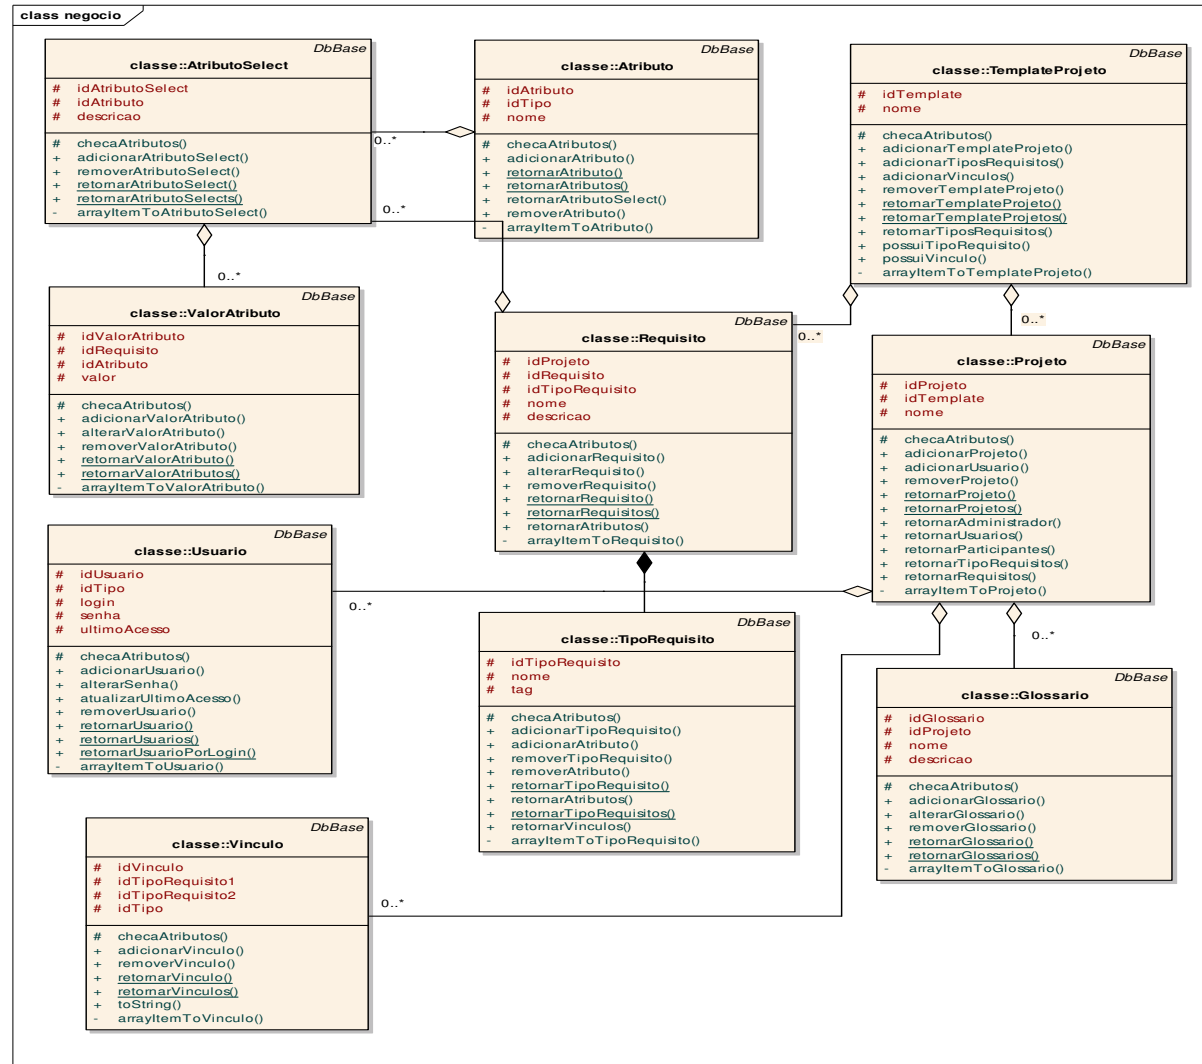 class negocio
DbBase
classe::AtributoSelect
# idAtributoSelect
# idAtributo
# descricao
# checaAtributos()
+ adicionarAtributoSelect()
+ removerAtributoSelect()
+ retornarAtributoSelect()
+ retornarAtributoSelects()
- arrayItemToAtributoSelect()
DbBase
classe::Atributo
# idAtributo
# idTipo
# nome
# checaAtributos()
+ adicionarAtributo()
+ retornarAtributo()
+ retornarAtributos()
+ retornarAtributoSelect()
+ removerAtributo()
- arrayItemToAtributo()
DbBase
classe::TemplateProjeto
# idTemplate
# nome
# checaAtributos()
+ adicionarTemplateProjeto()
+ adicionarTiposRequisitos()
+ adicionarVinculos()
+ removerTemplateProjeto()
+ retornarTemplateProjeto()
+ retornarTemplateProjetos()
+ retornarTiposRequisitos()
+ possuiTipoRequisito()
+ possuiVinculo()
- arrayItemToTemplateProjeto()
0..*
0..*
0..*
0..*
0..*
DbBase
classe::ValorAtributo
# idValorAtributo
# idRequisito
# idAtributo
# valor
# checaAtributos()
+ adicionarValorAtributo()
+ alterarValorAtributo()
+ removerValorAtributo()
+ retornarValorAtributo()
+ retornarValorAtributos()
- arrayItemToValorAtributo()
DbBase
classe::Requisito
# idProjeto
# idRequisito
# idTipoRequisito
# nome
# descricao
# checaAtributos()
+ adicionarRequisito()
+ alterarRequisito()
+ removerRequisito()
+ retornarRequisito()
+ retornarRequisitos()
+ retornarAtributos()
- arrayItemToRequisito()
DbBase
classe::Projeto
# idProjeto
# idTemplate
# nome
# checaAtributos()
+ adicionarProjeto()
+ adicionarUsuario()
+ removerProjeto()
+ retornarProjeto()
+ retornarProjetos()
+ retornarAdministrador()
+ retornarUsuarios()
+ retornarParticipantes()
+ retornarTipoRequisitos()
+ retornarRequisitos()
- arrayItemToProjeto()
DbBase
classe::Usuario
# idUsuario
# idTipo
# login
# senha
# ultimoAcesso
# checaAtributos()
+ adicionarUsuario()
+ alterarSenha()
+ atualizarUltimoAcesso()
+ removerUsuario()
+ retornarUsuario()
+ retornarUsuarios()
+ retornarUsuarioPorLogin()
- arrayItemToUsuario()
0..*
0..*
DbBase
classe::TipoRequisito
# idTipoRequisito
# nome
# tag
# checaAtributos()
+ adicionarTipoRequisito()
+ adicionarAtributo()
+ removerTipoRequisito()
+ removerAtributo()
+ retornarTipoRequisito()
+ retornarAtributos()
+ retornarTipoRequisitos()
+ retornarVinculos()
- arrayItemToTipoRequisito()
DbBase
classe::Glossario
# idGlossario
# idProjeto
# nome
# descricao
# checaAtributos()
+ adicionarGlossario()
+ alterarGlossario()
+ removerGlossario()
+ retornarGlossario()
+ retornarGlossarios()
- arrayItemToGlossario()
DbBase
classe::Vinculo
# idVinculo
# idTipoRequisito1
# idTipoRequisito2
# idTipo
# checaAtributos()
+ adicionarVinculo()
+ removerVinculo()
+ retornarVinculo()
+ retornarVinculos()
+ toString()
- arrayItemToVinculo()
0..*